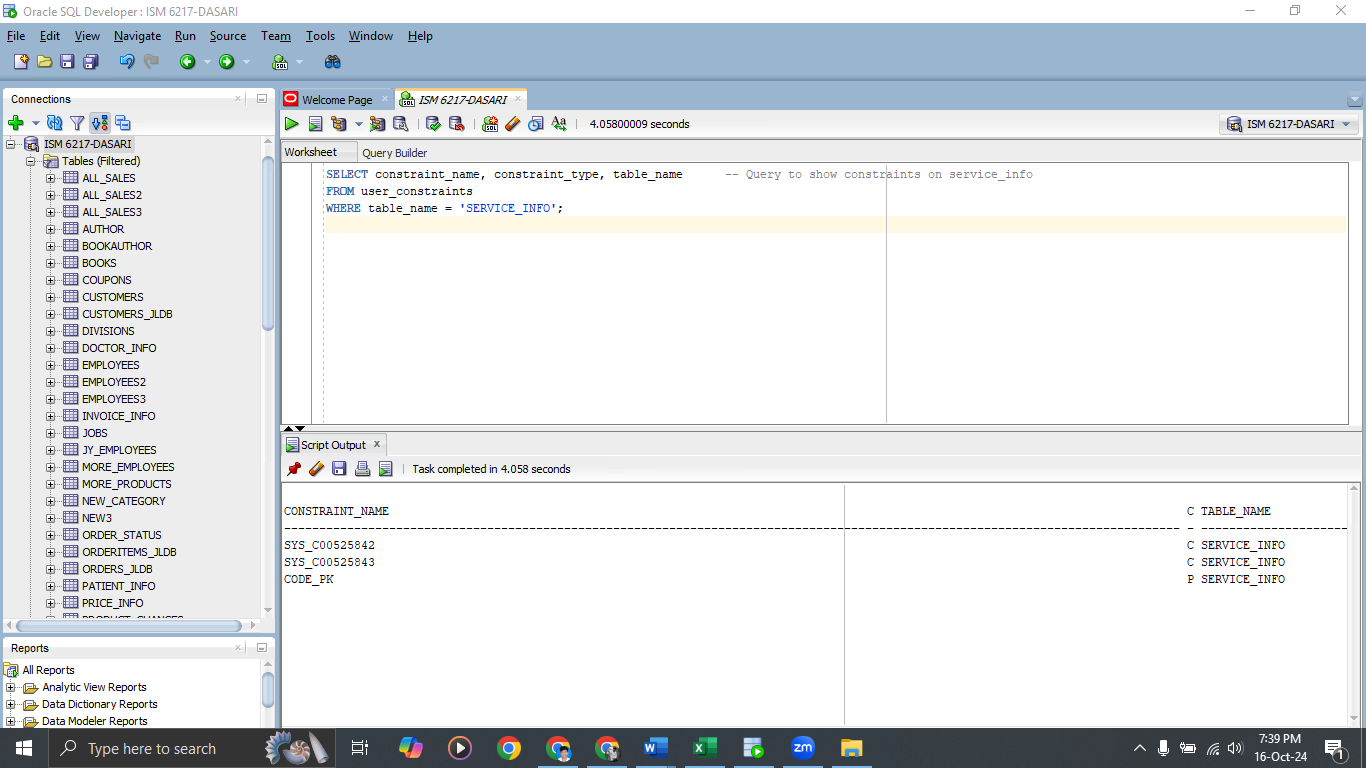 Oracle SQL Developer : ISM 6217-DASARI
File Edit View Navigate Run Source Team Tools Window Help
Connections
ISM 6217-DASARI
Tables (Filtered)
ALL_SALES
ALL_SALES2
ALL_SALES3
AUTHOR
BOOKAUTHOR
BOOKS
COUPONS
CUSTOMERS
CUSTOMERS_JLDB
DIVISIONS
DOCTOR_INFO
EMPLOYEES
EMPLOYEES2
EMPLOYEES3
INVOICE_INFO
JOBS
JY_EMPLOYEES
MORE_EMPLOYEES
MORE_PRODUCTS
NEW_CATEGORY
NEW3
ORDER_STATUS
ORDERITEMS_JLDB
ORDERS_JLDB
PATIENT_INFO
PRICE_INFO
Reports
All Reports
Analytic View Reports
Data Dictionary Reports
Data Modeler Reports
Welcome Page
ISM 6217-DASARI
4.05800009 seconds
ISM 6217-DASARI
Worksheet Query Builder
SELECT constraint_name, constraint_type, table_name -- Query to show constraints on service_info
FROM user_constraints
WHERE table_name = 'SERVICE_INFO';
Script Output
Task completed in 4.058 seconds
CONSTRAINT_NAME C TABLE_NAME
SYS_C00525842 C SERVICE_INFO
SYS_C00525843 C SERVICE_INFO
CODE_PK P SERVICE_INFO
Type here to search
7:39 PM
16-Oct-24
1